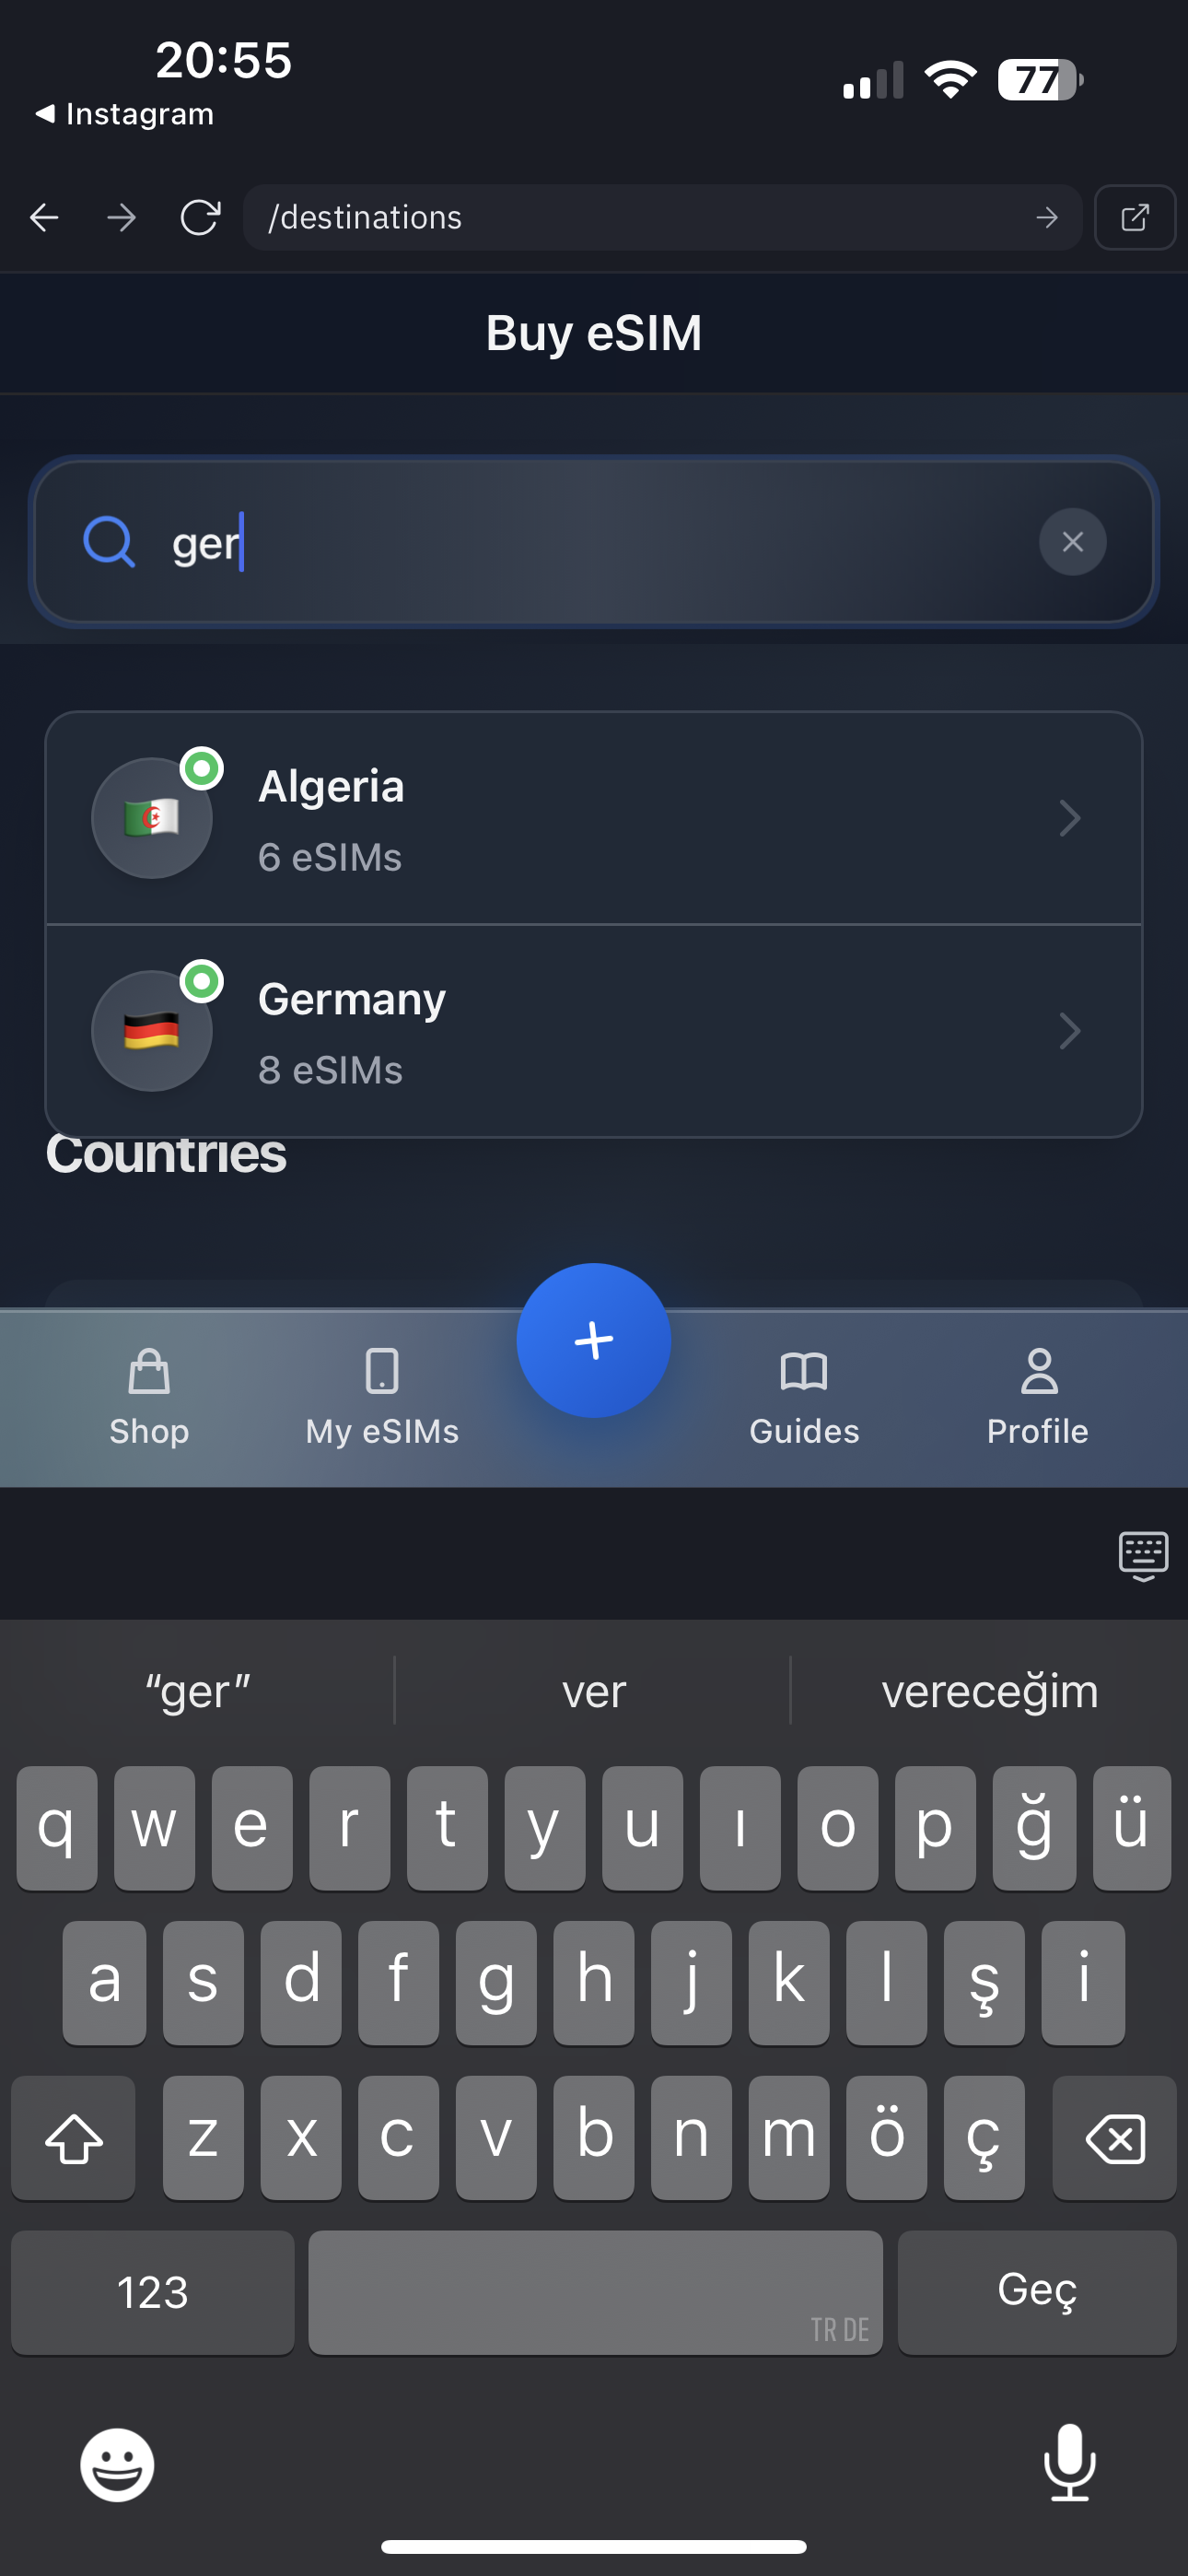 20:55
77
Instagram
/destinations
Buy eSIM
ger
Algeria
6 eSIMs
Germany
8 eSIMs
Countries
Shop
My eSIMs
Guides
Profile
“ger”
ver
vereceğim
q w e r t y u ı o p ğ ü
a s d f g h j k l ş i
z x c v b n m ö ç
123
TR DE
Geç